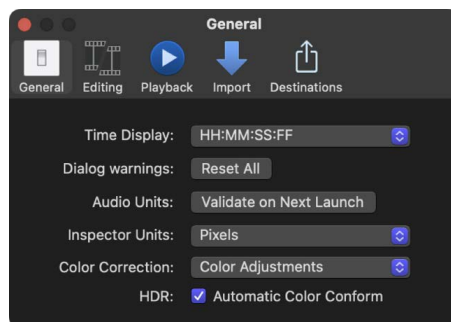 General
General Editing Playback Import Destinations
Time Display: HH:MM:SS:FF
Dialog warnings: Reset All
Audio Units: Validate on Next Launch
Inspector Units: Pixels
Color Correction: Color Adjustments
HDR: Automatic Color Conform